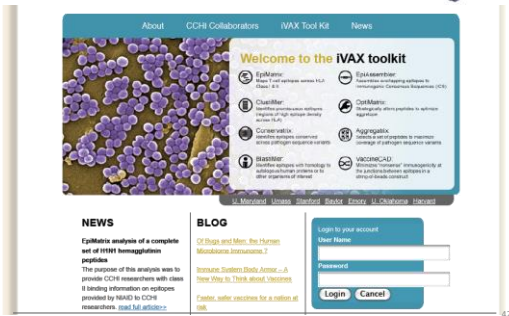 About CCHI Collaborators iVAX Tool Kit News
Welcome to the iVAX toolkit
EpiMatrix:
Maps T cell epitopes across HLA
Class I & II
EpiAssembler:
Assembles overlapping epitopes to
Immunogenic Consensus Sequences (ICS)
Clustimer:
Identifies promiscuous epitopes
(regions of high epitope density
across HLA)
OptiMatrix:
Strategically alters peptides to optimize
Conservatrix:
Identifies epitopes conserved
across pathogen sequence variants
Aggregatrix:
Selects a set of peptides to maximize
coverage of pathogen sequence variants
Blastimer:
Identifies epitopes with homology to
autologous/human proteins or to
other organisms of interest
VaccineCAD:
Minimizes "nonsense" immunogenicity at
the junctions between epitopes in a
string-of-beads construct
U. Maryland Umass Stanford Baylor Emory U. Oklahoma Harvard
NEWS
EpiMatrix analysis of a complete
set of H1N1 hemagglutinin
peptides
The purpose of this analysis was to
provide CCHI researchers with class
II binding information on epitopes
provided by NIAID to CCHI
researchers. read full article>>
BLOG
Of Bugs and Men: the Human
Microbiome Immunome ?
Immune System Body Armor – A
New Way to Think about Vaccines
Faster, safer vaccines for a nation at
risk
Login to your account
User Name
Password
Login Cancel